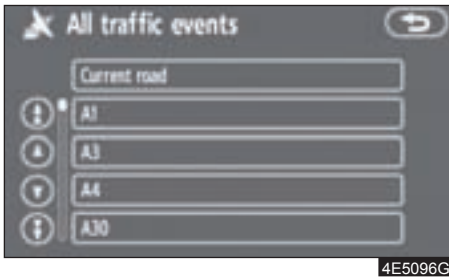 All traffic events
Current road
A1
A3
A4
A30
4E5096G